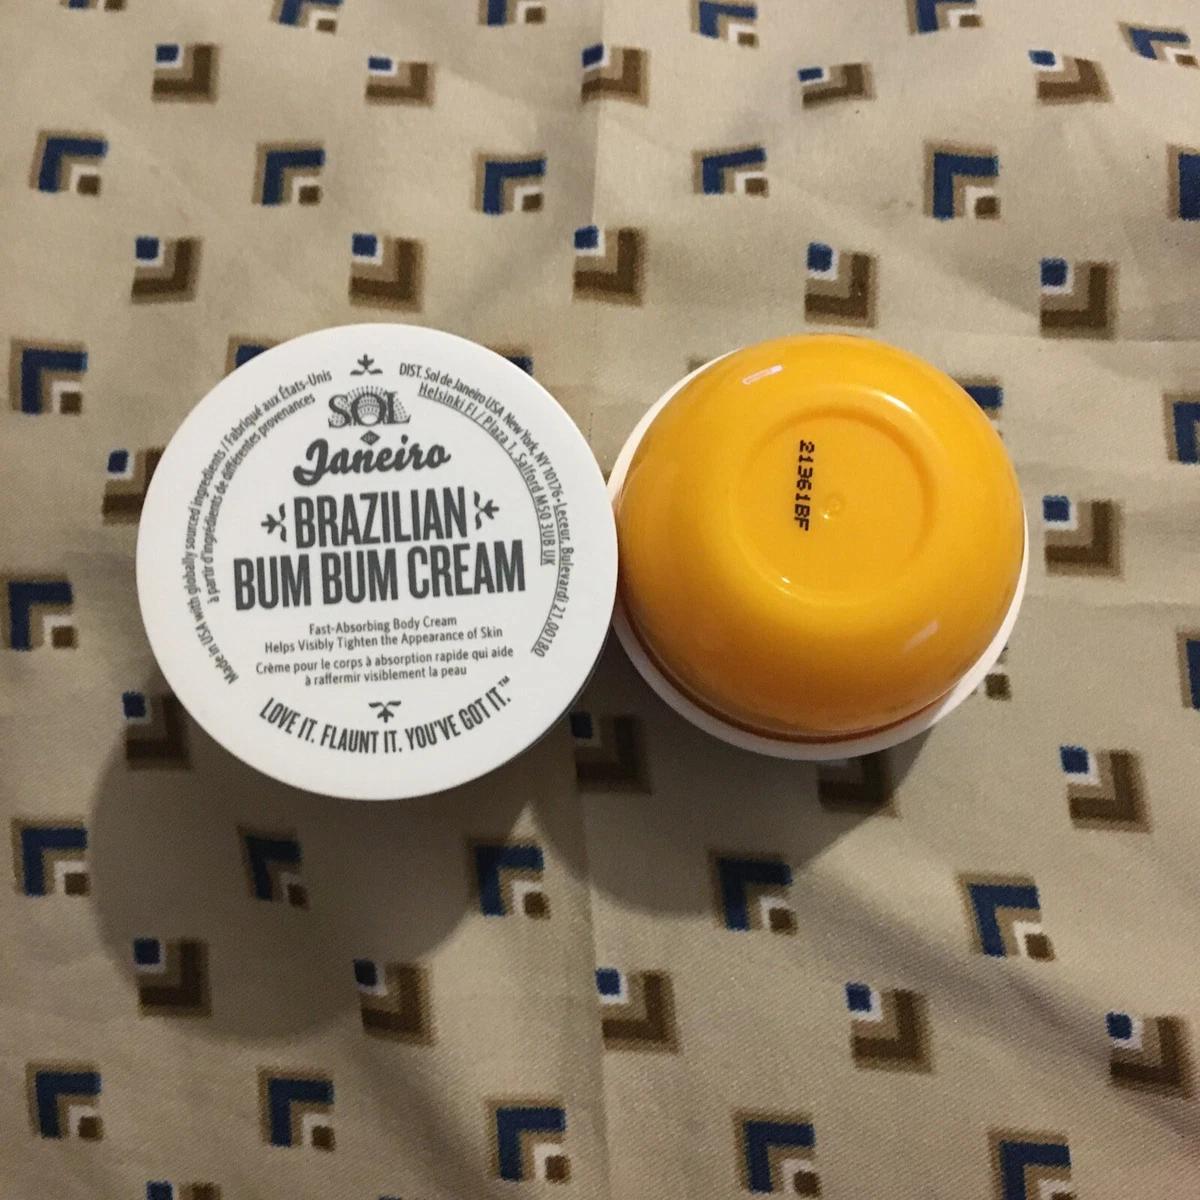 SOL
DE
Janeiro
BRAZILIAN
BUM BUM CREAM
Fast-Absorbing Body Cream
Helps Visibly Tighten the Appearance of Skin
Crème pour le corps à absorption rapide qui aide
à raffermir visiblement la peau
LOVE IT. FLAUNT IT. YOU'VE GOT IT.™
Made in USA with globally sourced ingredients / Fabriqué aux États-Unis
à partir d'ingrédients de différentes provenances
DIST. Sol de Janeiro USA New York, NY 10176 • Leceur, Bulevardi 21, 00180
Helsinki FI / Plaza 1, Salford M50 3UB UK
213618F